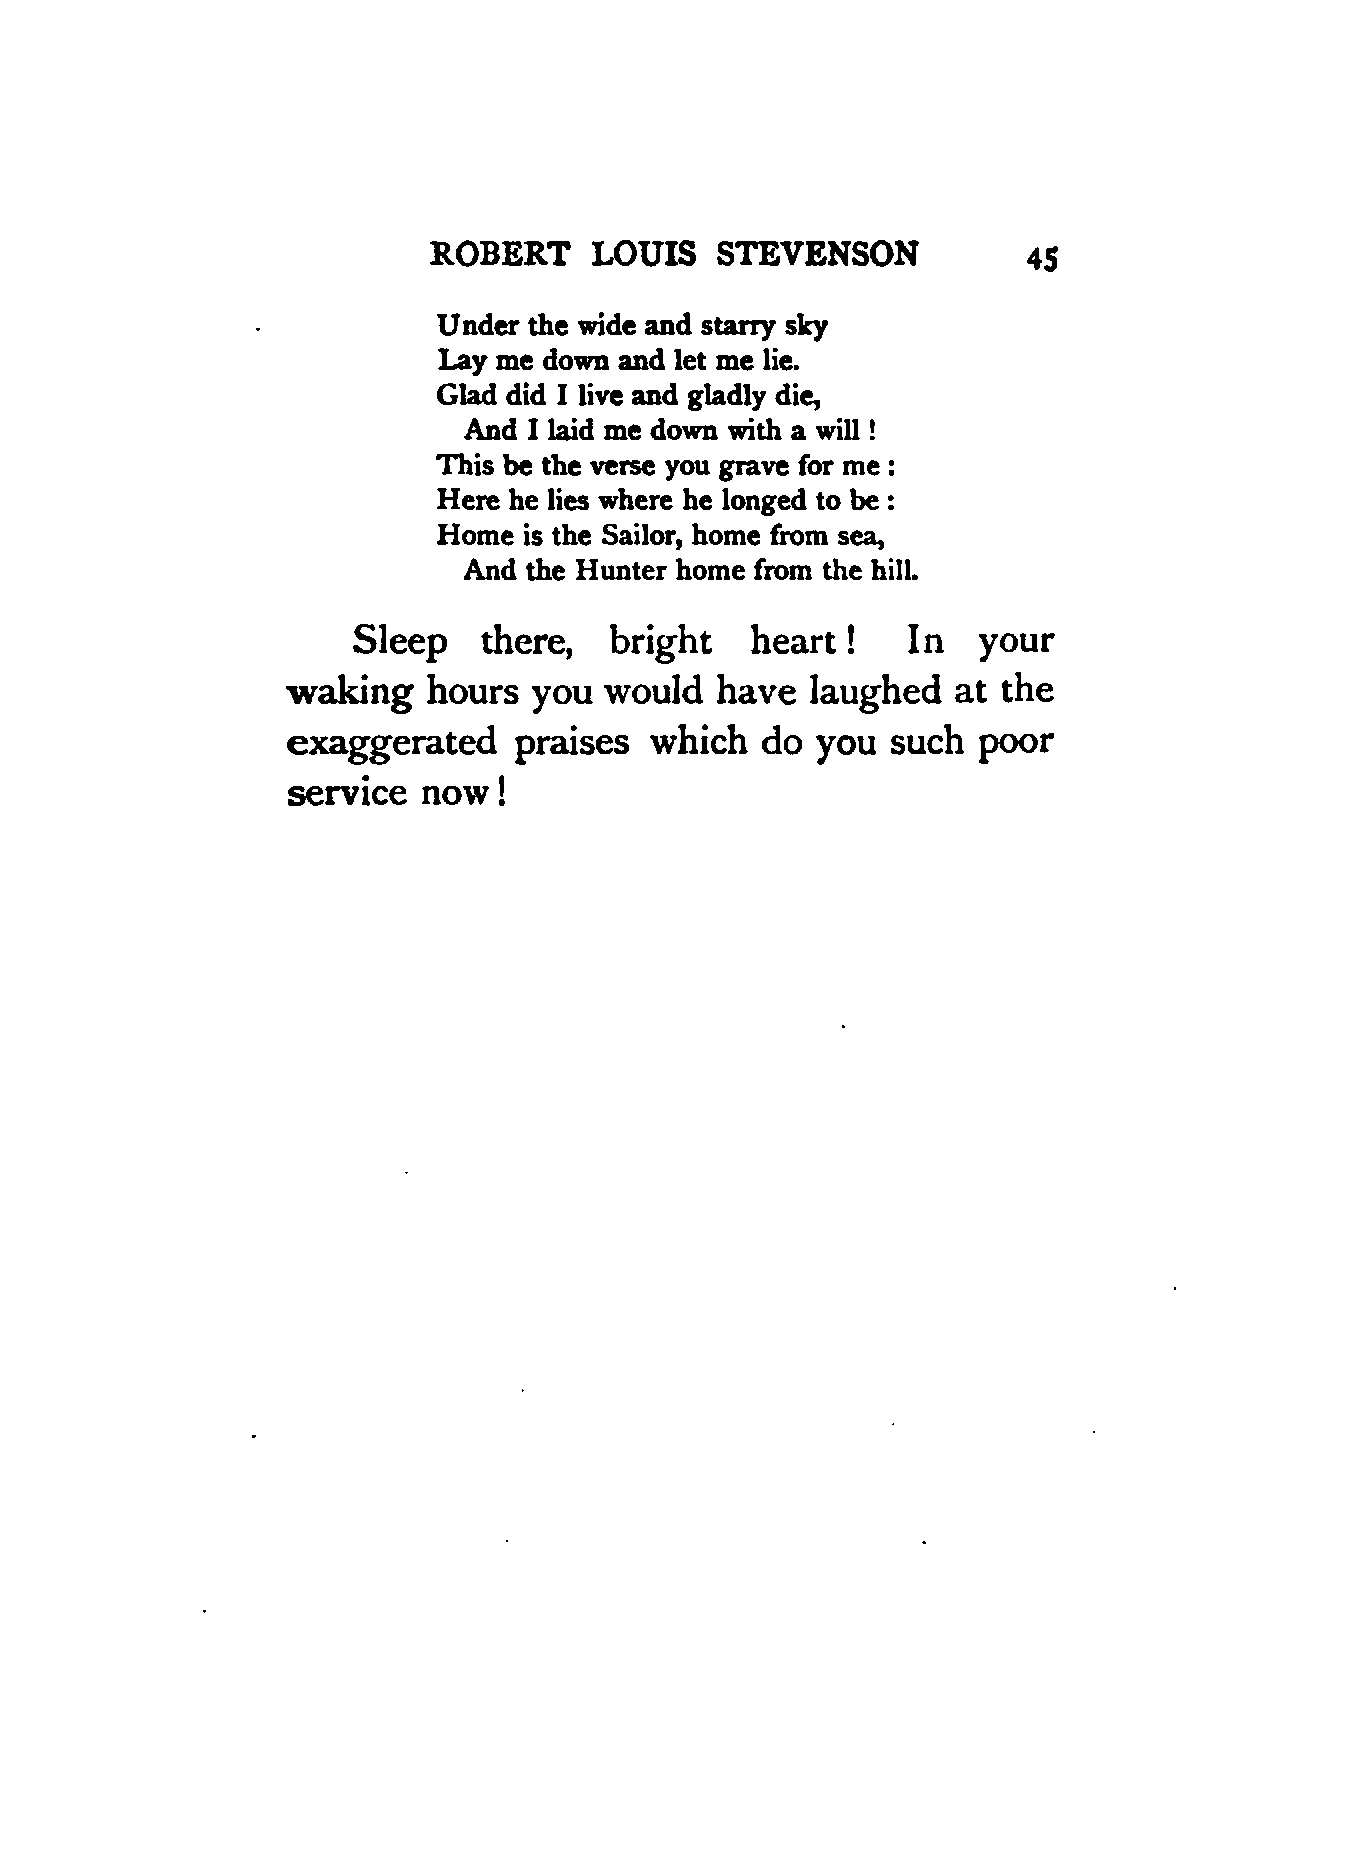 ROBERT LOUIS STEVENSON 45
Under the wide and starry sky
Lay me down and let me lie.
Glad did I live and gladly die,
And I laid me down with a will !
This be the verse you grave for me :
Here he lies where he longed to be :
Home is the Sailor, home from sea,
And the Hunter home from the hill.
Sleep there, bright heart ! In your
waking hours you would have laughed at the
exaggerated praises which do you such poor
service now !